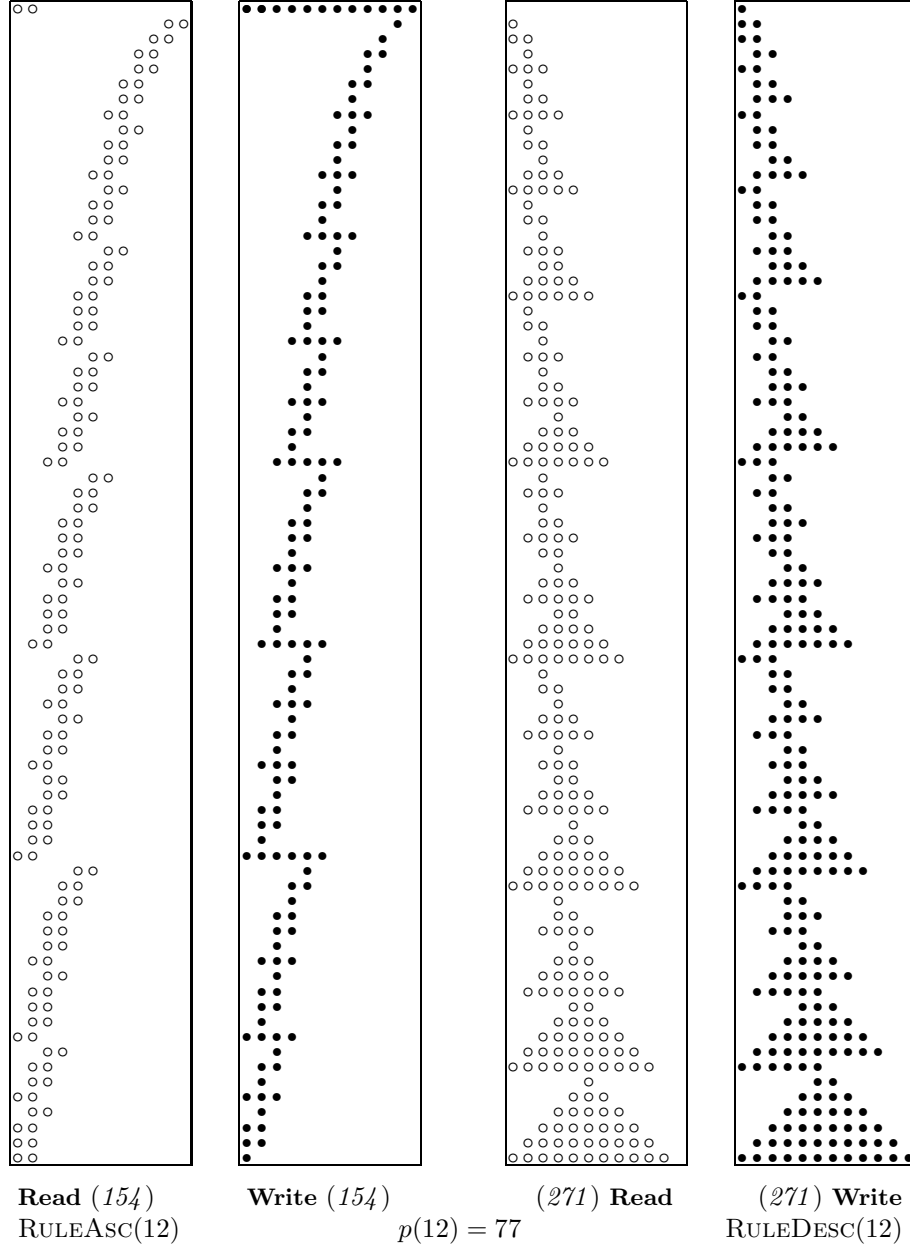 Read (154) Write (154) (271) Read (271) Write
RULEASC(12) p(12) = 77 RULEDESC(12)